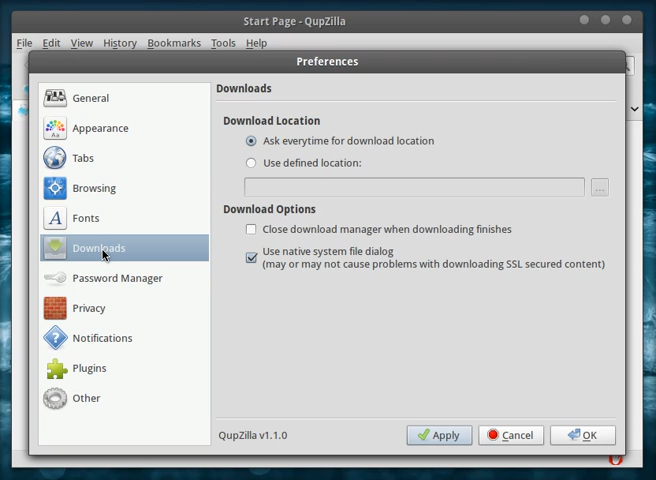 Start Page - QupZilla
File Edit View History Bookmarks Tools Help
Preferences
General
Appearance
Aa
Tabs
Browsing
A Fonts
Downloads
Password Manager
Privacy
? Notifications
Plugins
Other
Downloads
Download Location
Ask everytime for download location
Use defined location:
...
Download Options
Close download manager when downloading finishes
Use native system file dialog
(may or may not cause problems with downloading SSL secured content)
QupZilla v1.1.0
Apply Cancel OK